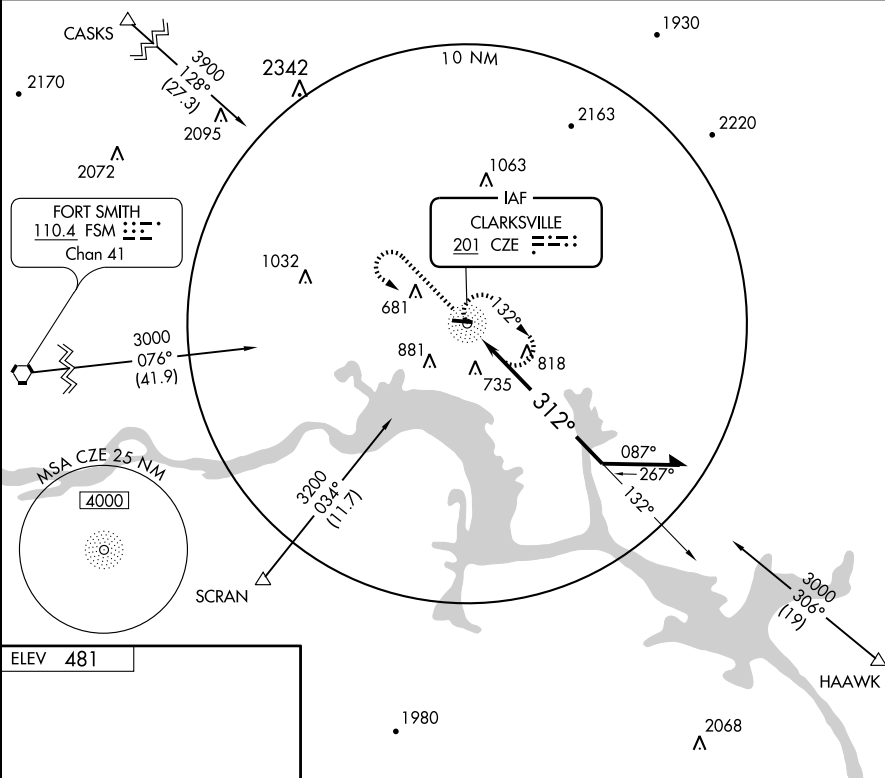 CASKS
3900
128°
(27.3)
2170
2342
2095
2072
10 NM
1930
2163
2220
1063
IAF
CLARKSVILLE
201 CZE
FORT SMITH
110.4 FSM
Chan 41
1032
681
132°
818
881
735
3000
076°
(41.9)
312°
087°
267°
132°
MSA CZE 25 NM
4000
3200
034°
(11.7)
SCRAN
3000
306°
(19)
HAAWK
ELEV 481
1980
2068